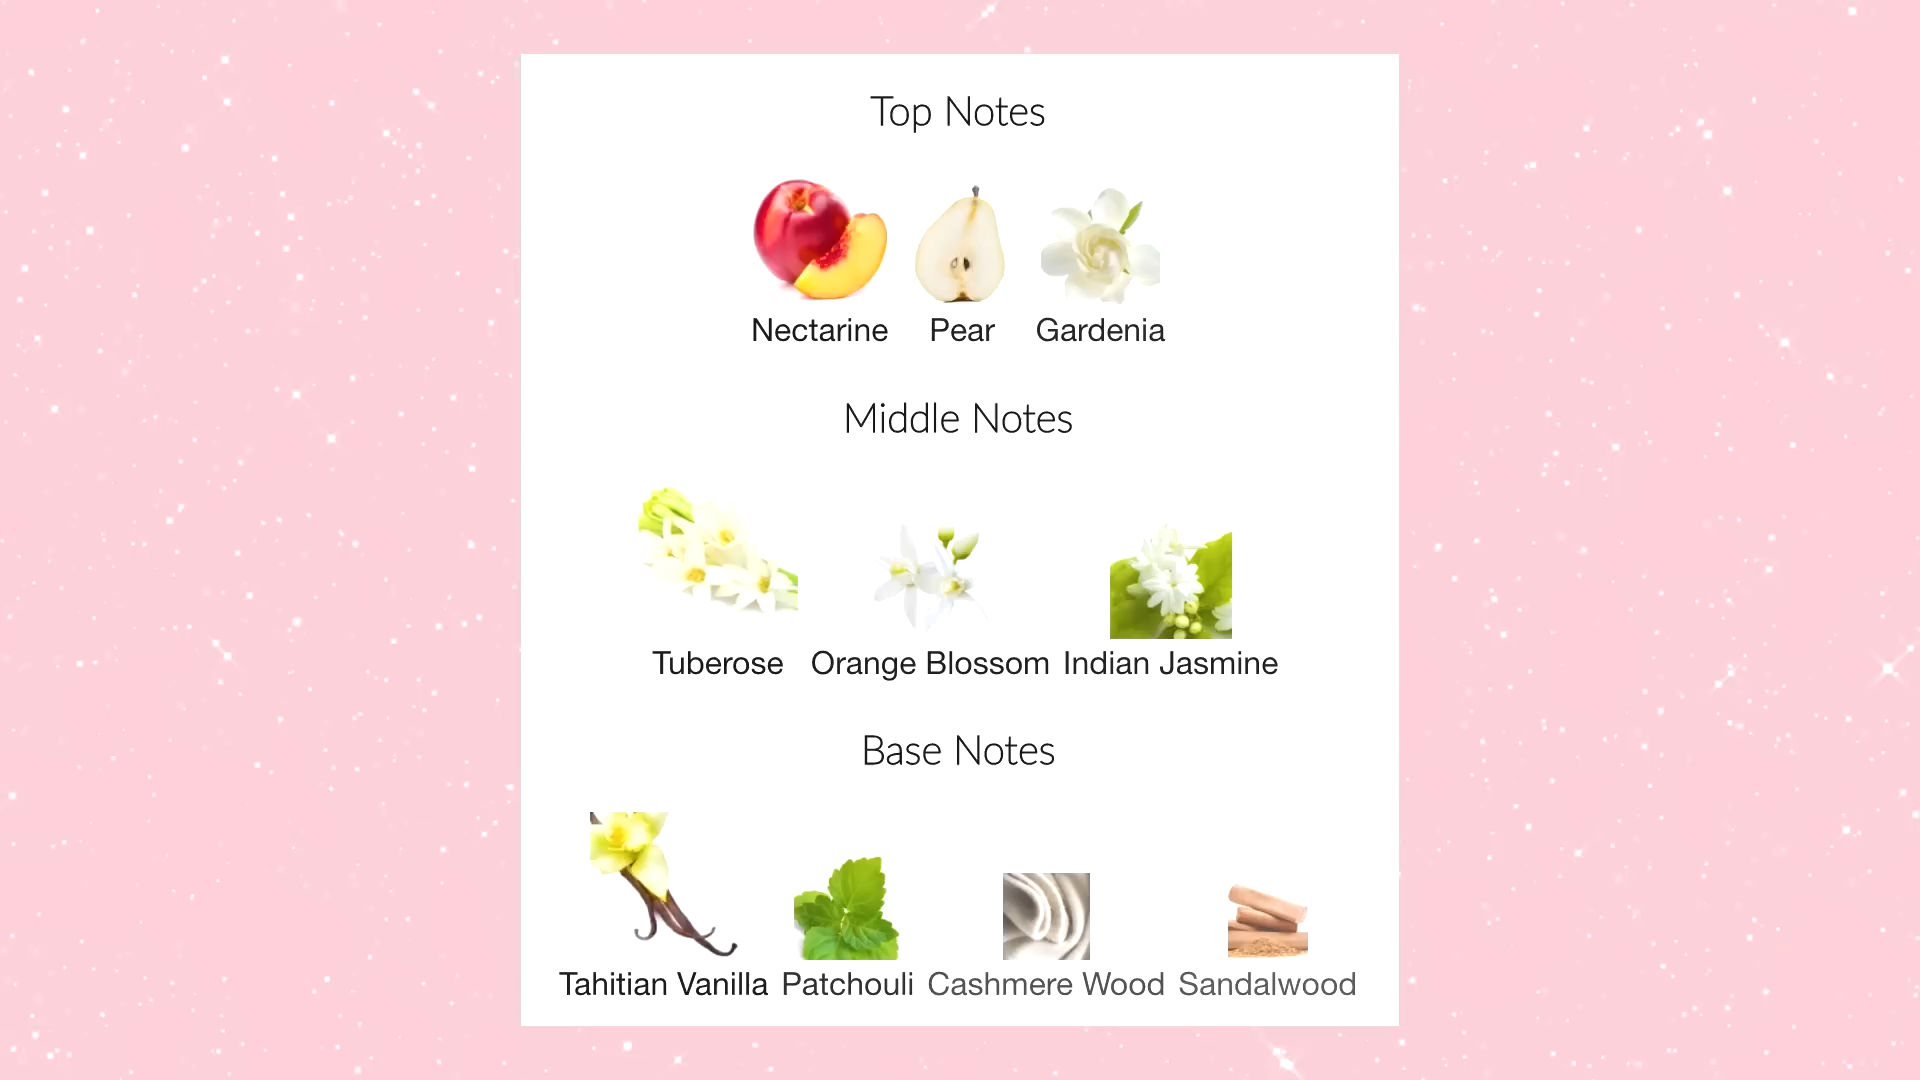 Top Notes
Nectarine Pear Gardenia
Middle Notes
Tuberose Orange Blossom Indian Jasmine
Base Notes
Tahitian Vanilla Patchouli Cashmere Wood Sandalwood